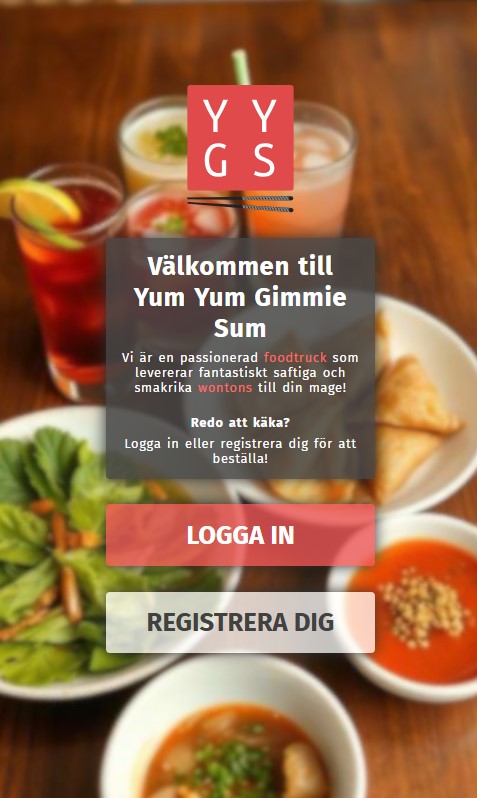 Y Y
G S
Välkommen till
Yum Yum Gimmie
Sum
Vi är en passionerad foodtruck som
levererar fantastiskt saftiga och
smakrika wontons till din mage!
Redo att käka?
Logga in eller registrera dig för att
beställa!
LOGGA IN
REGISTRERA DIG